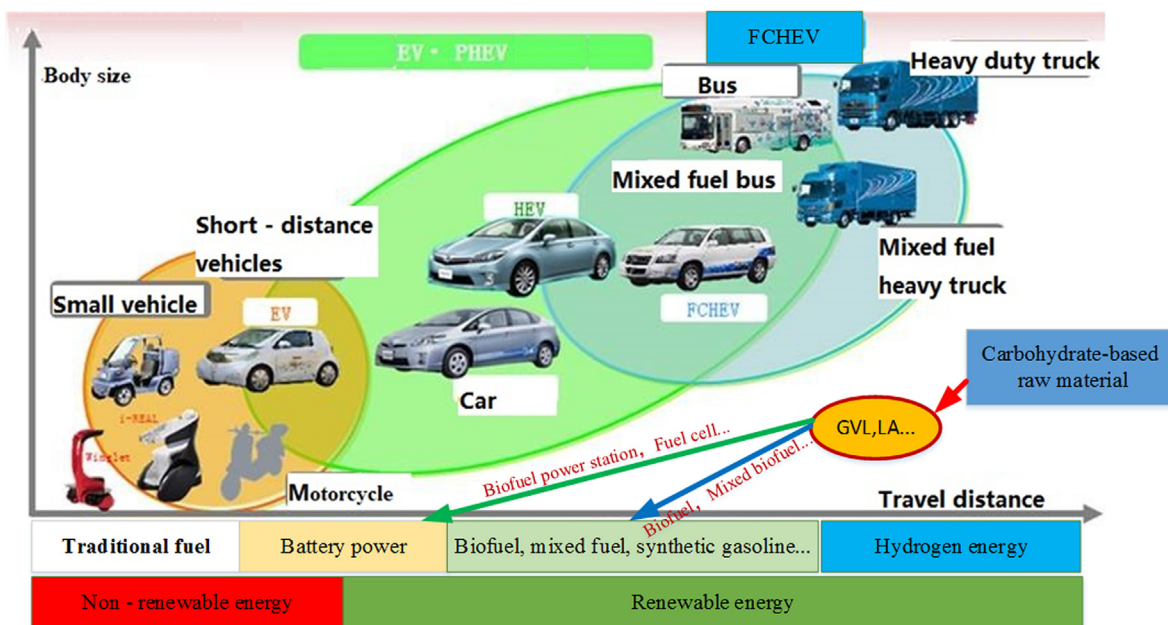 FCHEV
EV・ PHEV
Heavy duty truck
Body size
Bus
Mixed fuel bus
HEV
Short - distance
vehicles
Mixed fuel
heavy truck
Small vehicle
EV
FCHEV
Carbohydrate-based
raw material
Car
i-REAL
GVL,LA...
Winglet
Biofuel power station, Fuel cell...
Biofuel, Mixed biofuel...
Motorcycle
Travel distance
Traditional fuel
Battery power
Biofuel, mixed fuel, synthetic gasoline...
Hydrogen energy
Non - renewable energy
Renewable energy